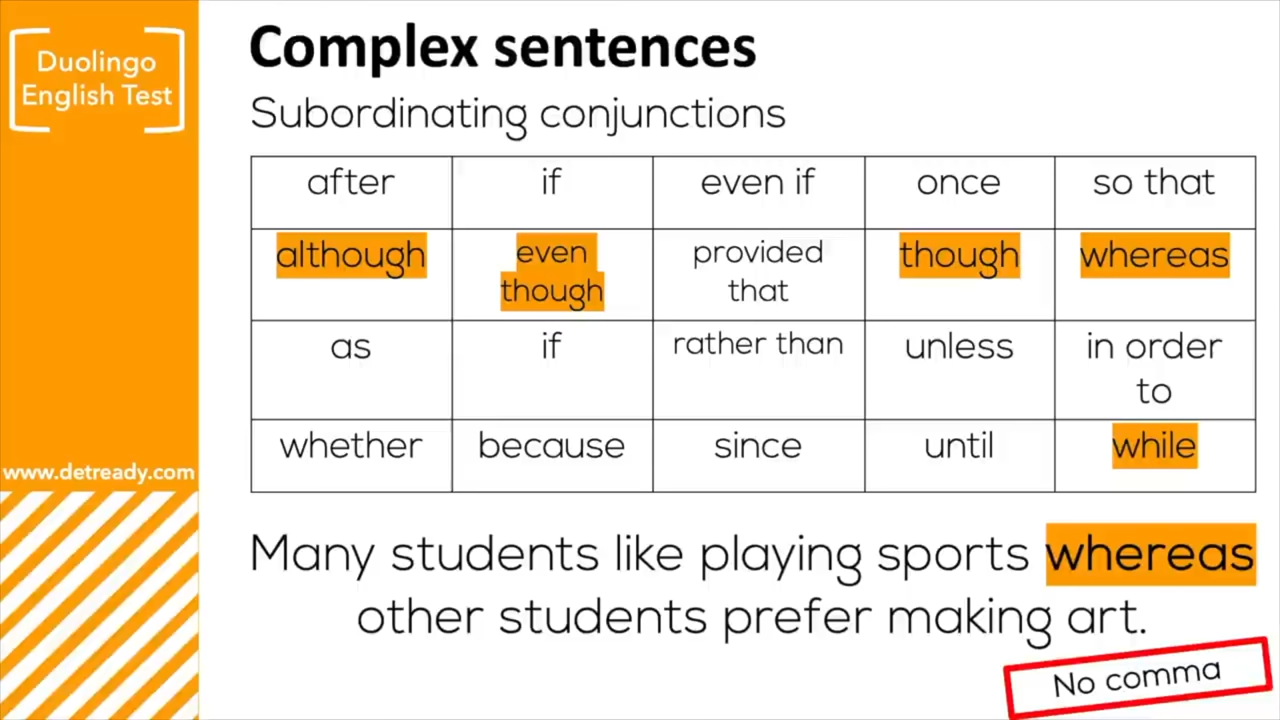 Duolingo
English Test
Complex sentences
Subordinating conjunctions
after if even if once so that
although even though provided that though whereas
as if rather than unless in order to
whether because since until while
www.detready.com
Many students like playing sports whereas
other students prefer making art.
No comma